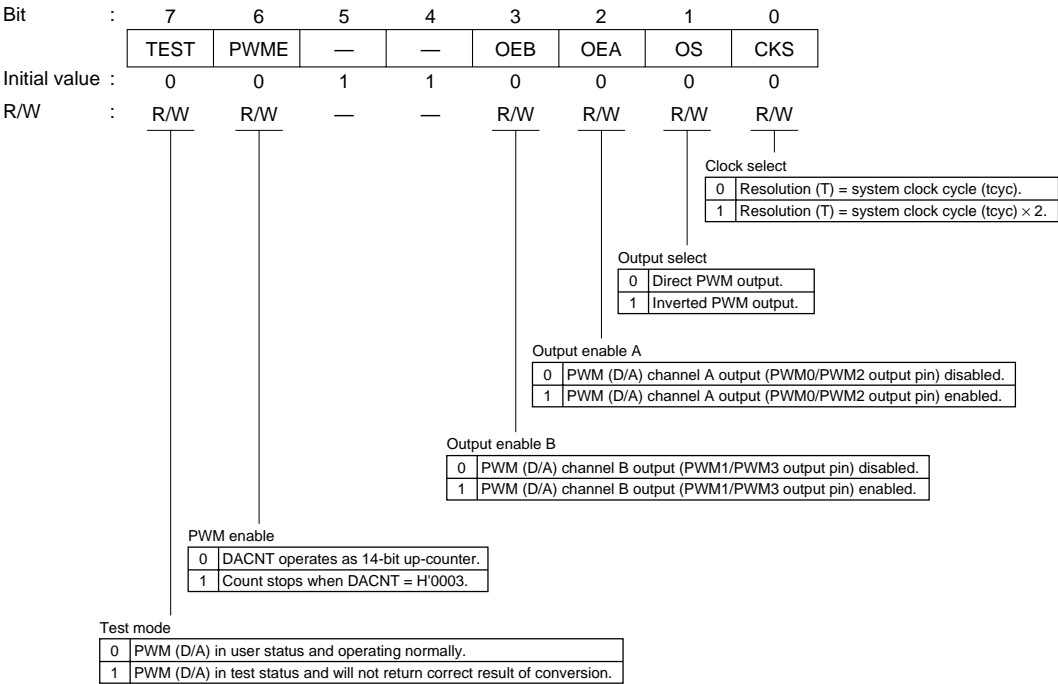 Bit : 7 6 5 4 3 2 1 0
TEST PWME — — OEB OEA OS CKS
Initial value : 0 0 1 1 0 0 0 0
R/W : R/W R/W — — R/W R/W R/W R/W
Clock select
0 Resolution (T) = system clock cycle (tcyc).
1 Resolution (T) = system clock cycle (tcyc) × 2.
Output select
0 Direct PWM output.
1 Inverted PWM output.
Output enable A
0 PWM (D/A) channel A output (PWM0/PWM2 output pin) disabled.
1 PWM (D/A) channel A output (PWM0/PWM2 output pin) enabled.
Output enable B
0 PWM (D/A) channel B output (PWM1/PWM3 output pin) disabled.
1 PWM (D/A) channel B output (PWM1/PWM3 output pin) enabled.
PWM enable
0 DACNT operates as 14-bit up-counter.
1 Count stops when DACNT = H'0003.
Test mode
0 PWM (D/A) in user status and operating normally.
1 PWM (D/A) in test status and will not return correct result of conversion.